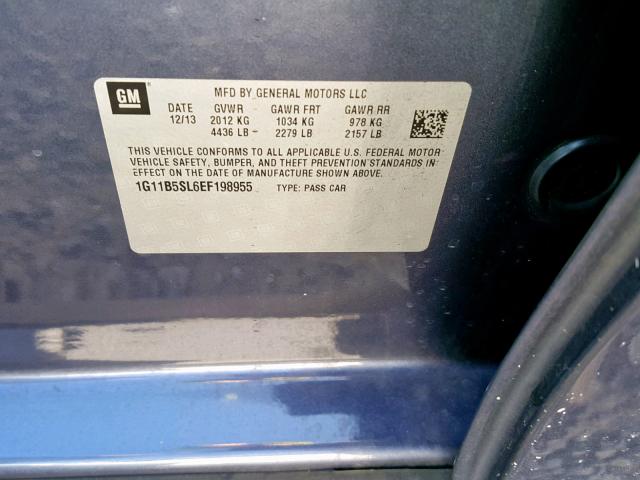 GM
MFD BY GENERAL MOTORS LLC
DATE GVWR GAWR FRT GAWR RR
12/13 2012 KG 1034 KG 978 KG
4436 LB 2279 LB 2157 LB
THIS VEHICLE CONFORMS TO ALL APPLICABLE U.S. FEDERAL MOTOR
VEHICLE SAFETY, BUMPER, AND THEFT PREVENTION STANDARDS IN
EFFECT ON THE DATE OF MANUFACTURE SHOWN ABOVE.
1G11B5SL6EF198955 TYPE: PASS CAR